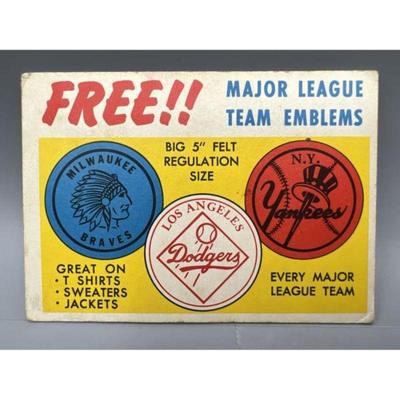 FREE!!
MAJOR LEAGUE
TEAM EMBLEMS
BIG 5" FELT
REGULATION
SIZE
MILWAUKEE
BRAVES
LOS ANGELES
Dodgers
N.Y.
Yankees
GREAT ON
• T SHIRTS
• SWEATERS
• JACKETS
EVERY MAJOR
LEAGUE TEAM